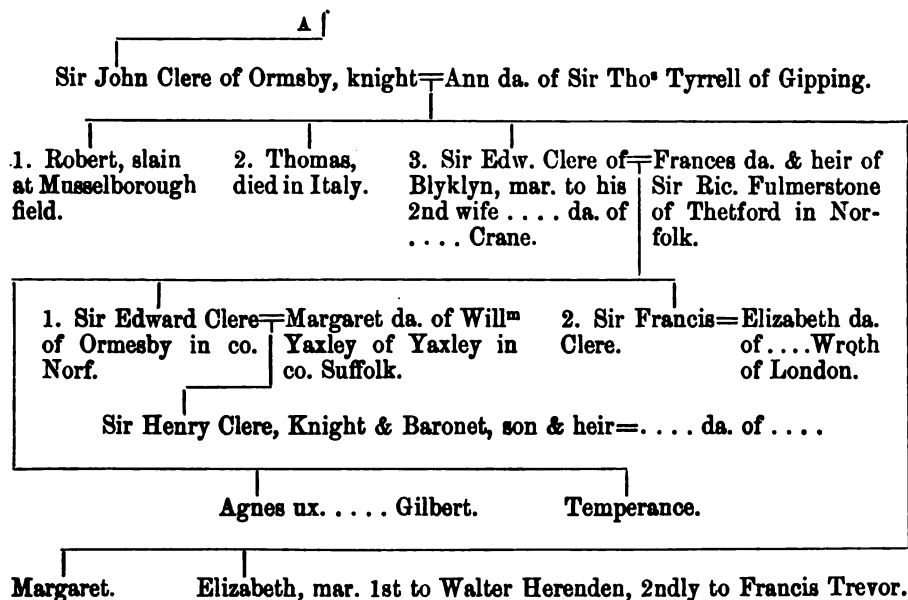 A
Sir John Clere of Ormsby, knight=Ann da. of Sir Thoˢ Tyrrell of Gipping.
1. Robert, slain
at Musselborough
field.
2. Thomas,
died in Italy.
3. Sir Edw. Clere of
Blyklyn, mar. to his
2nd wife . . . . da. of
. . . . Crane.
=Frances da. & heir of
Sir Ric. Fulmerstone
of Thetford in Nor-
folk.
1. Sir Edward Clere
of Ormesby in co.
Norf.
=Margaret da. of Willᵐ
Yaxley of Yaxley in
co. Suffolk.
2. Sir Francis
Clere.
=Elizabeth da.
of . . . . Wroth
of London.
Sir Henry Clere, Knight & Baronet, son & heir=. . . . da. of . . . .
Agnes ux. . . . . Gilbert.
Temperance.
Margaret.
Elizabeth, mar. 1st to Walter Herenden, 2ndly to Francis Trevor.